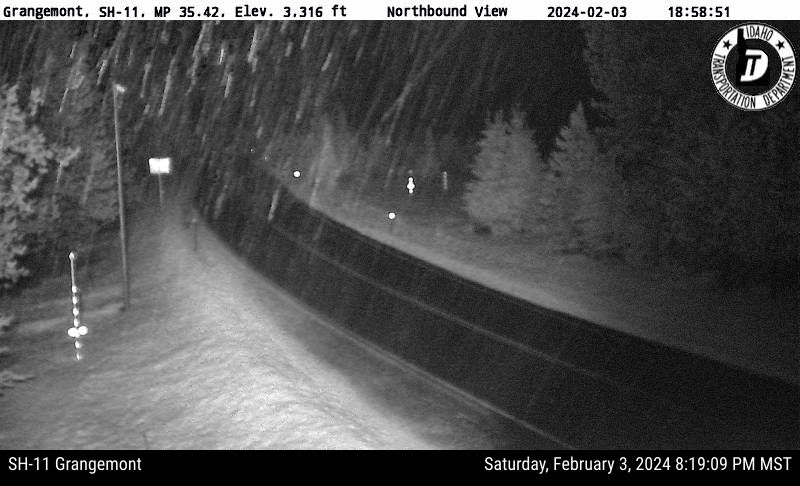 Grangemont, SH-11, MP 35.42, Elev. 3,316 ft Northbound View 2024-02-03 18:58:51
IDAHO
TRANSPORTATION DEPARTMENT
SH-11 Grangemont Saturday, February 3, 2024 8:19:09 PM MST